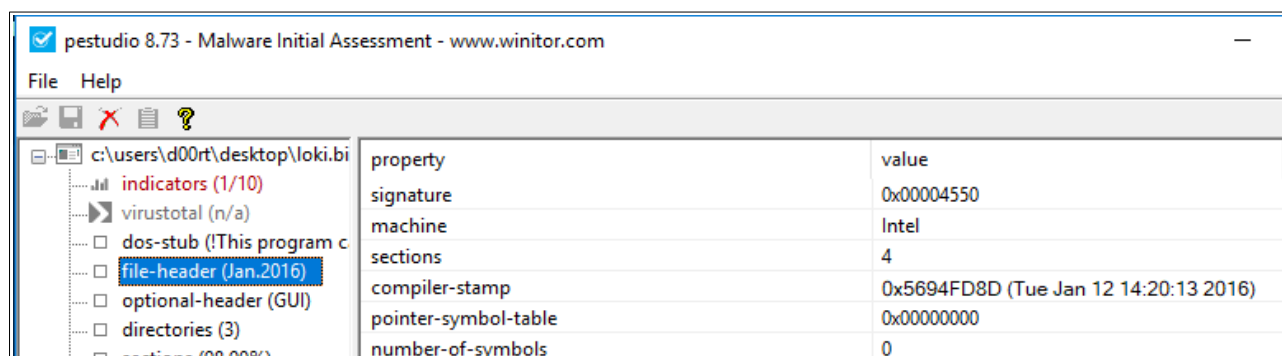 pestudio 8.73 - Malware Initial Assessment - www.winitor.com
File Help
c:\users\d00rt\desktop\loki.bi
indicators (1/10)
virustotal (n/a)
dos-stub (!This program c
file-header (Jan.2016)
optional-header (GUI)
directories (3)
sections (98.00%)
property value
signature 0x00004550
machine Intel
sections 4
compiler-stamp 0x5694FD8D (Tue Jan 12 14:20:13 2016)
pointer-symbol-table 0x00000000
number-of-symbols 0